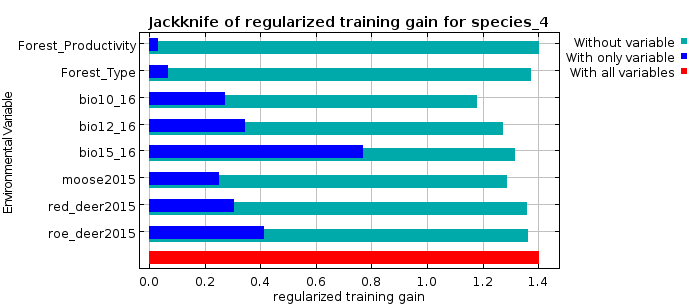 Jackknife of regularized training gain for species_4
Without variable
With only variable
With all variables
Environmental Variable
Forest_Productivity
Forest_Type
bio10_16
bio12_16
bio15_16
moose2015
red_deer2015
roe_deer2015
0.0 0.2 0.4 0.6 0.8 1.0 1.2 1.4
regularized training gain